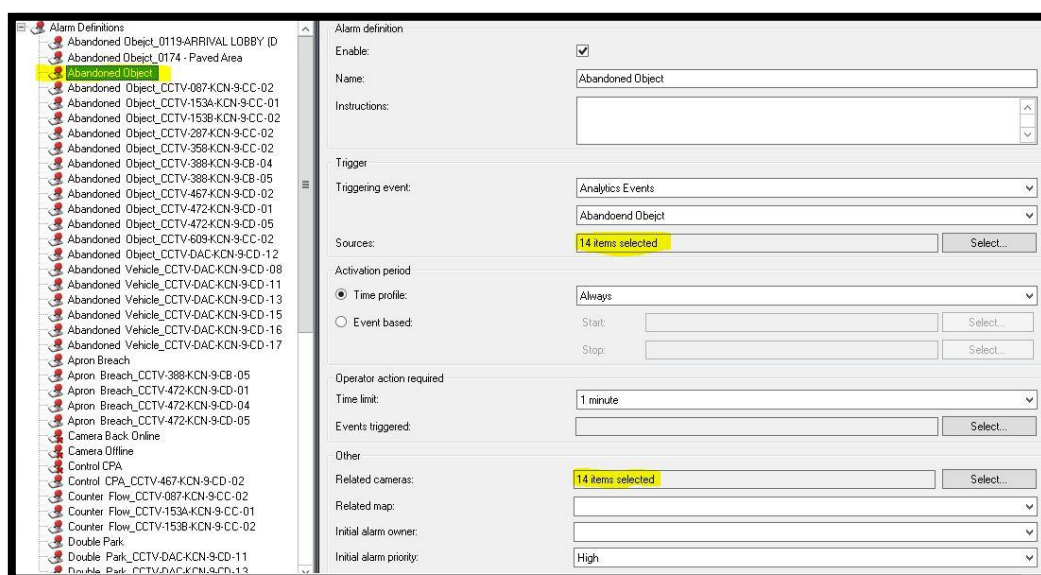 Alarm Definitions
Abandoned Obejct_0119-ARRIVAL LOBBY (D
Abandoned Obejct_0174 - Paved Area
Abandoned Object
Abandoned Object_CCTV-087-KCN-9-CC-02
Abandoned Object_CCTV-153A-KCN-9-CC-01
Abandoned Object_CCTV-153B-KCN-9-CC-02
Abandoned Object_CCTV-287-KCN-9-CC-02
Abandoned Object_CCTV-358-KCN-9-CC-02
Abandoned Object_CCTV-388-KCN-9-CB-04
Abandoned Object_CCTV-388-KCN-9-CB-05
Abandoned Object_CCTV-467-KCN-9-CD-02
Abandoned Object_CCTV-472-KCN-9-CD-01
Abandoned Object_CCTV-472-KCN-9-CD-05
Abandoned Object_CCTV-609-KCN-9-CC-02
Abandoned Object_CCTV-DAC-KCN-9-CD-12
Abandoned Vehicle_CCTV-DAC-KCN-9-CD-08
Abandoned Vehicle_CCTV-DAC-KCN-9-CD-11
Abandoned Vehicle_CCTV-DAC-KCN-9-CD-13
Abandoned Vehicle_CCTV-DAC-KCN-9-CD-15
Abandoned Vehicle_CCTV-DAC-KCN-9-CD-16
Abandoned Vehicle_CCTV-DAC-KCN-9-CD-17
Apron Breach
Apron Breach_CCTV-388-KCN-9-CB-05
Apron Breach_CCTV-472-KCN-9-CD-01
Apron Breach_CCTV-472-KCN-9-CD-04
Apron Breach_CCTV-472-KCN-9-CD-05
Camera Back Online
Camera Offline
Control CPA
Control CPA_CCTV-467-KCN-9-CD-02
Counter Flow_CCTV-087-KCN-9-CC-02
Counter Flow_CCTV-153A-KCN-9-CC-01
Counter Flow_CCTV-153B-KCN-9-CC-02
Double Park
Double Park_CCTV-DAC-KCN-9-CD-11
Double Park_CCTV-DAC-KCN-9-CD-13
Alarm definition
Enable:
Name: Abandoned Object
Instructions:
Trigger
Triggering event: Analytics Events
Abandoend Obejct
Sources: 14 items selected Select...
Activation period
Time profile: Always
Event based: Start: Select...
Stop: Select...
Operator action required
Time limit: 1 minute
Events triggered: Select...
Other
Related cameras: 14 items selected Select...
Related map:
Initial alarm owner:
Initial alarm priority: High